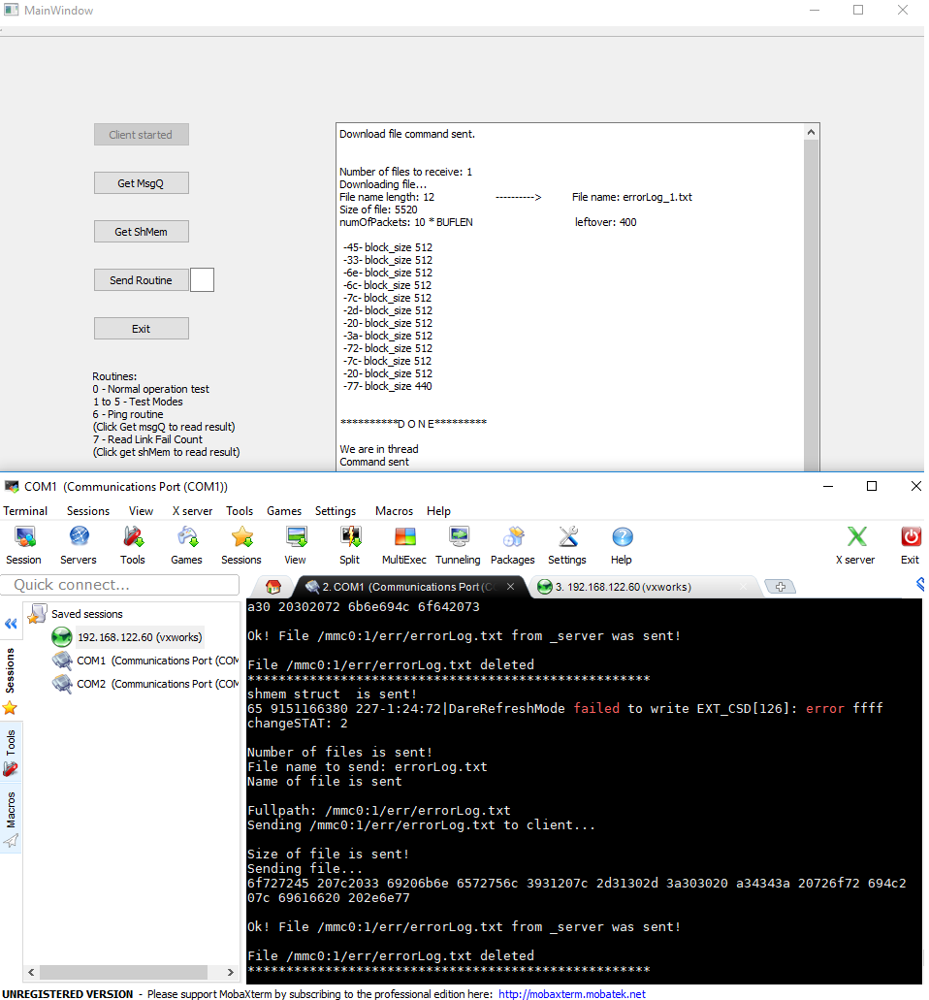 MainWindow
Client started
Get MsgQ
Get ShMem
Send Routine
Exit
Routines:
0 - Normal operation test
1 to 5 - Test Modes
6 - Ping routine
(Click Get msgQ to read result)
7 - Read Link Fail Count
(Click get shMem to read result)
Download file command sent.
Number of files to receive: 1
Downloading file...
File name length: 12 ----------> File name: errorLog_1.txt
Size of file: 5520
numOfPackets: 10 * BUFLEN leftover: 400
-45- block_size 512
-33- block_size 512
-6e- block_size 512
-6c- block_size 512
-7c- block_size 512
-2d- block_size 512
-20- block_size 512
-3a- block_size 512
-72- block_size 512
-7c- block_size 512
-20- block_size 512
-77- block_size 440
**********D O N E*********
We are in thread
Command sent
COM1 (Communications Port (COM1))
Terminal Sessions View X server Tools Games Settings Macros Help
Session Servers Tools Games Sessions View Split MultiExec Tunneling Packages Settings Help X server Exit
Quick connect...
2. COM1 (Communications Port (CO
3. 192.168.122.60 (vxworks)
Sessions
Tools
Macros
Saved sessions
192.168.122.60 (vxworks)
COM1 (Communications Port (COM
COM2 (Communications Port (COM
a30 20302072 6b6e694c 6f642073
Ok! File /mmc0:1/err/errorLog.txt from _server was sent!
File /mmc0:1/err/errorLog.txt deleted
****************************************************
shmem struct is sent!
65 9151166380 227-1:24:72|DareRefreshMode failed to write EXT_CSD[126]: error ffff
changeSTAT: 2
Number of files is sent!
File name to send: errorLog.txt
Name of file is sent
Fullpath: /mmc0:1/err/errorLog.txt
Sending /mmc0:1/err/errorLog.txt to client...
Size of file is sent!
Sending file...
6f727245 207c2033 69206b6e 6572756c 3931207c 2d31302d 3a303020 a34343a 20726f72 694c2
07c 69616620 202e6e77
Ok! File /mmc0:1/err/errorLog.txt from _server was sent!
File /mmc0:1/err/errorLog.txt deleted
****************************************************
UNREGISTERED VERSION - Please support MobaXterm by subscribing to the professional edition here: http://mobaxterm.mobatek.net